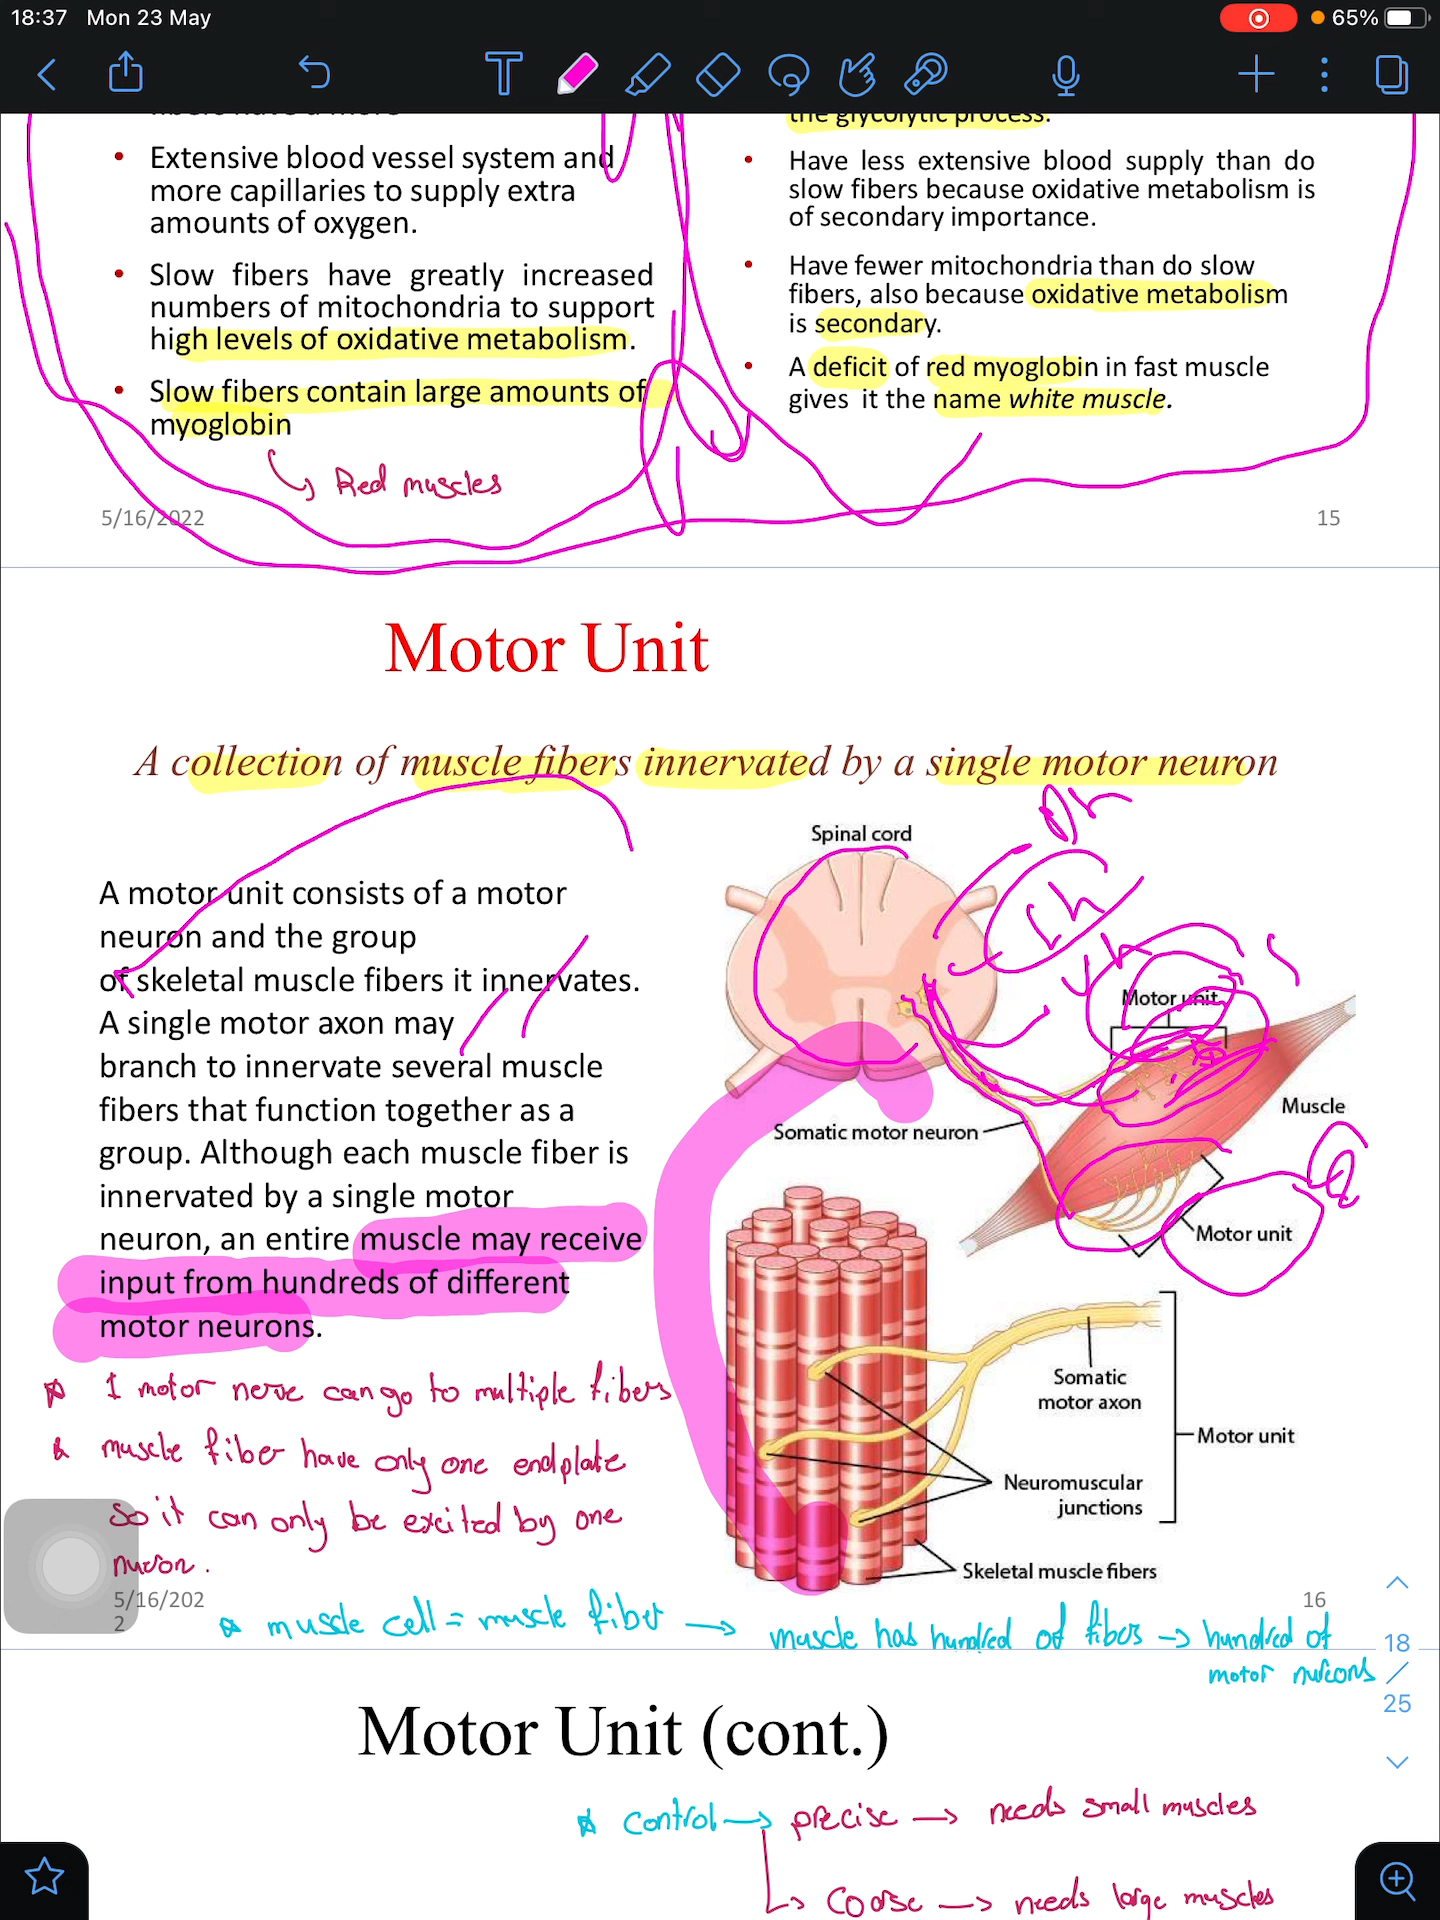 18:37 Mon 23 May
65%
Extensive blood vessel system and
more capillaries to supply extra
amounts of oxygen.
• Slow fibers have greatly increased
numbers of mitochondria to support
high levels of oxidative metabolism.
• Slow fibers contain large amounts of
myoglobin
Red muscles
5/16/2022
the glycolytic process.
• Have less extensive blood supply than do
slow fibers because oxidative metabolism is
of secondary importance.
• Have fewer mitochondria than do slow
fibers, also because oxidative metabolism
is secondary.
• A deficit of red myoglobin in fast muscle
gives it the name white muscle.
15
Motor Unit
A collection of muscle fibers innervated by a single motor neuron
A motor unit consists of a motor
neuron and the group
of skeletal muscle fibers it innervates.
A single motor axon may
branch to innervate several muscle
fibers that function together as a
group. Although each muscle fiber is
innervated by a single motor
neuron, an entire muscle may receive
input from hundreds of different
motor neurons.
Spinal cord
Motor unit
Muscle
Somatic motor neuron
Motor unit
Somatic
motor axon
Motor unit
Neuromuscular
junctions
Skeletal muscle fibers
1 motor nerve can go to multiple fibers
muscle fiber have only one endplate
so it can only be excited by one
nuron.
5/16/202
2
16
muscle cell = muscle fiber → muscle has hundred of fibers → hundred of
motor nurons
18
/
25
Motor Unit (cont.)
control → precise → needs small muscles
↳ Coarse → needs large muscles